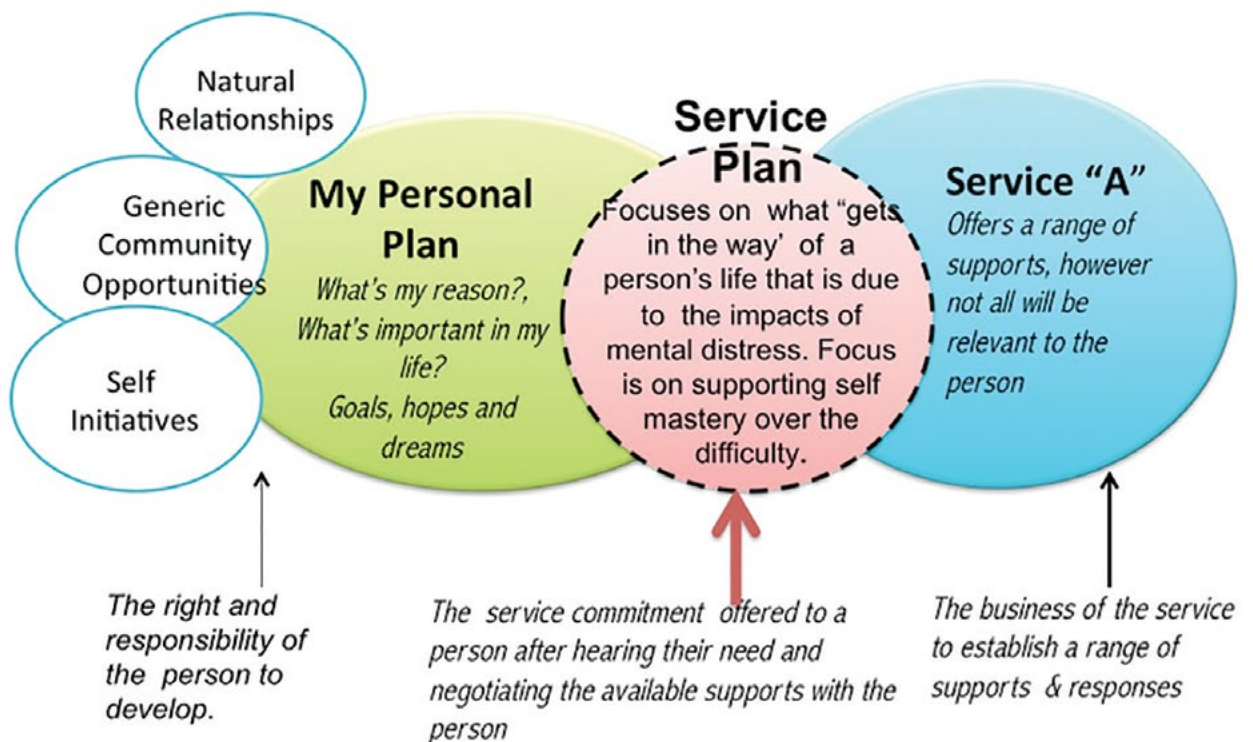 Natural
Relationships
Generic
Community
Opportunities
Self
Initiatives
My Personal
Plan
What's my reason?,
What's important in my
life?
Goals, hopes and
dreams
Service
Plan
Focuses on what “gets
in the way’ of a
person’s life that is due
to the impacts of
mental distress. Focus
is on supporting self
mastery over the
difficulty.
Service “A”
Offers a range of
supports, however
not all will be
relevant to the
person
The right and
responsibility of
the person to
develop.
The service commitment offered to a
person after hearing their need and
negotiating the available supports with the
person
The business of the service
to establish a range of
supports & responses